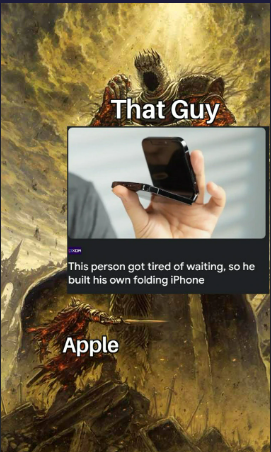 That Guy
This person got tired of waiting, so he
built his own folding iPhone
Apple